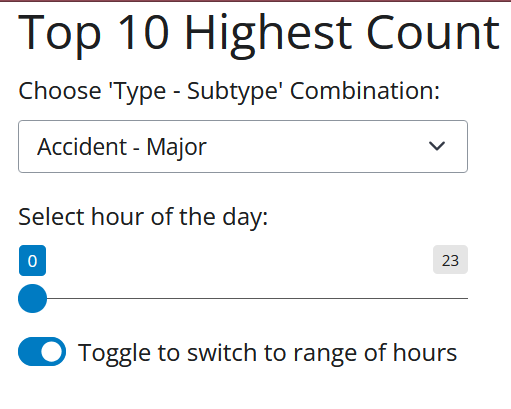 Top 10 Highest Count
Choose 'Type - Subtype' Combination:
Accident - Major
Select hour of the day:
0 23
Toggle to switch to range of hours